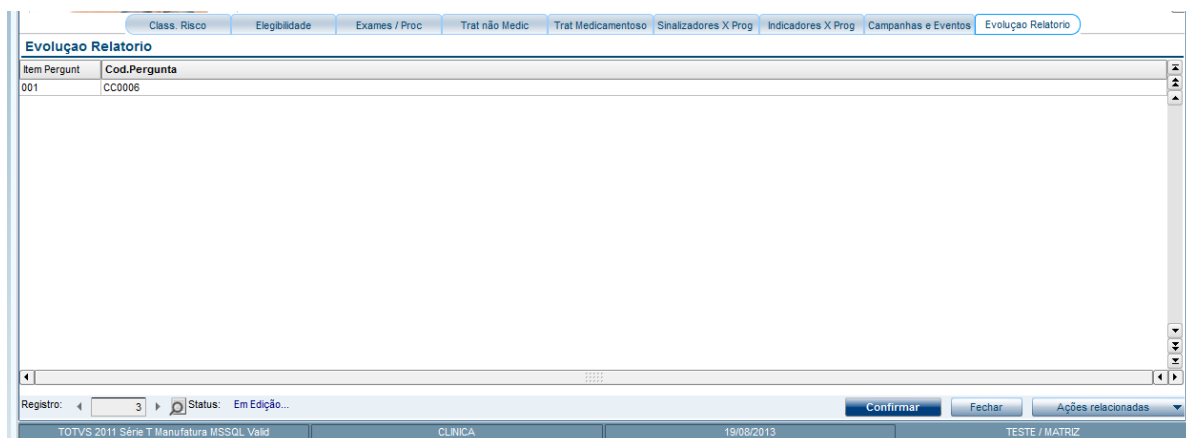 Class. Risco Elegibilidade Exames / Proc Trat não Medic Trat Medicamentoso Sinalizadores X Prog Indicadores X Prog Campanhas e Eventos Evoluçao Relatorio
Evoluçao Relatorio
Item Pergunt Cod.Pergunta
001 CC0006
Registro: 3 Status: Em Edição... Confirmar Fechar Ações relacionadas
TOTVS 2011 Série T Manufatura MSSQL Valid CLINICA 19/08/2013 TESTE / MATRIZ